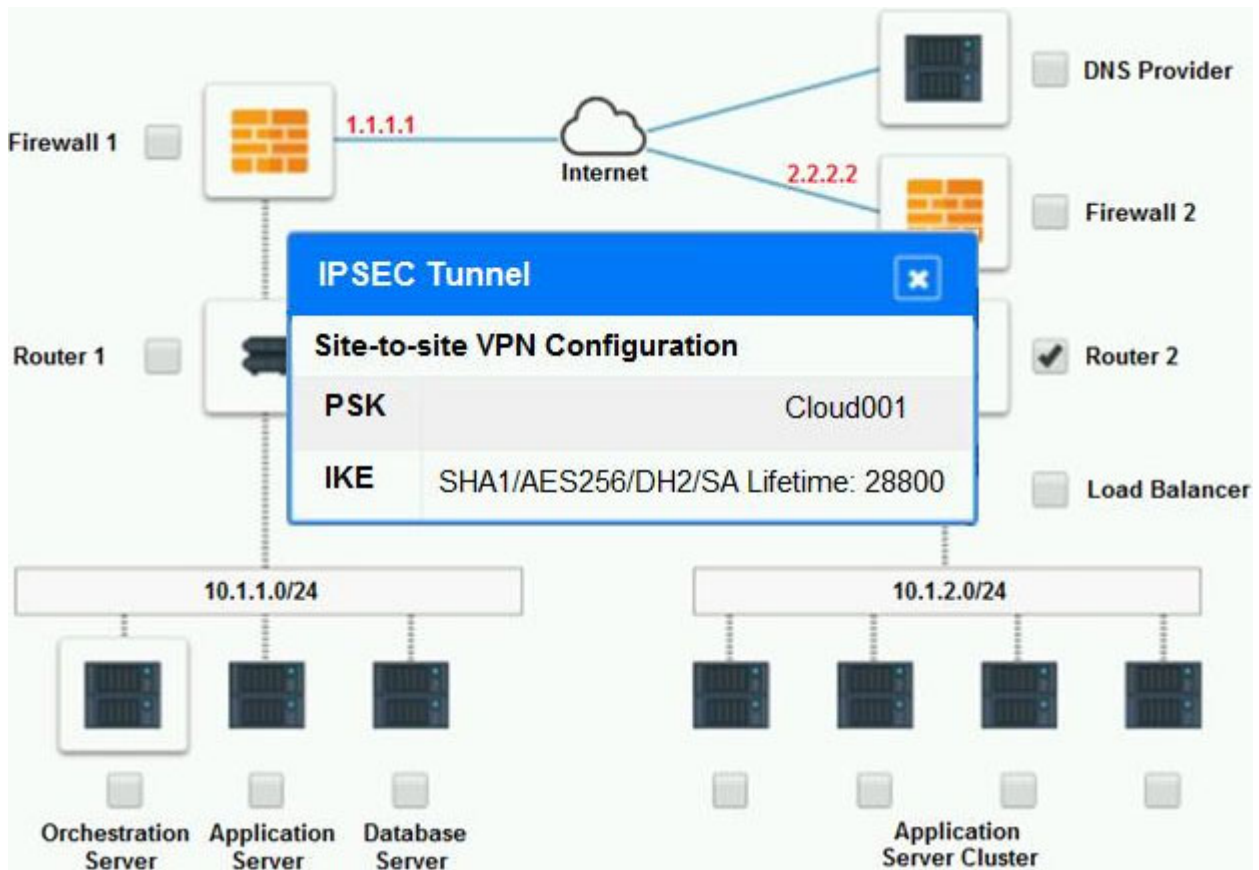 DNS Provider
Firewall 1
1.1.1.1
Internet
2.2.2.2
Firewall 2
IPSEC Tunnel
Site-to-site VPN Configuration
Router 1
Router 2
PSK
Cloud001
IKE
SHA1/AES256/DH2/SA Lifetime: 28800
Load Balancer
10.1.1.0/24
10.1.2.0/24
Orchestration
Server
Application
Server
Database
Server
Application
Server Cluster